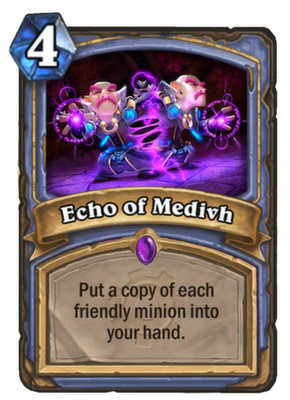 4
Echo of Medivh
Put a copy of each
friendly minion into
your hand.